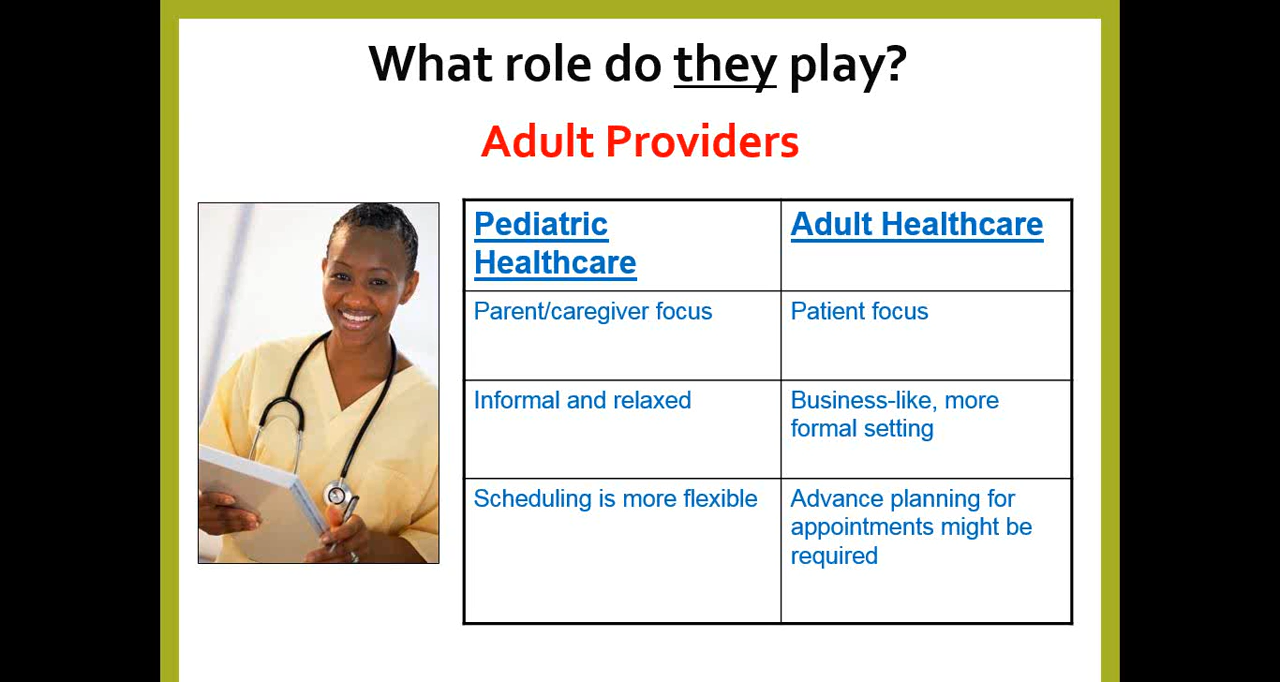 What role do they play?
Adult Providers
Pediatric
Healthcare
Adult Healthcare
Parent/caregiver focus
Patient focus
Informal and relaxed
Business-like, more
formal setting
Scheduling is more flexible
Advance planning for
appointments might be
required